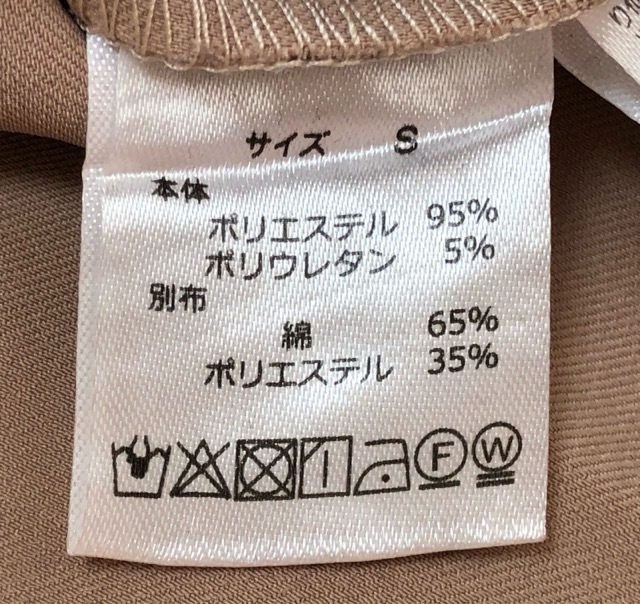 サイズ S
本体
ポリエステル 95%
ポリウレタン 5%
別布
綿 65%
ポリエステル 35%
F W